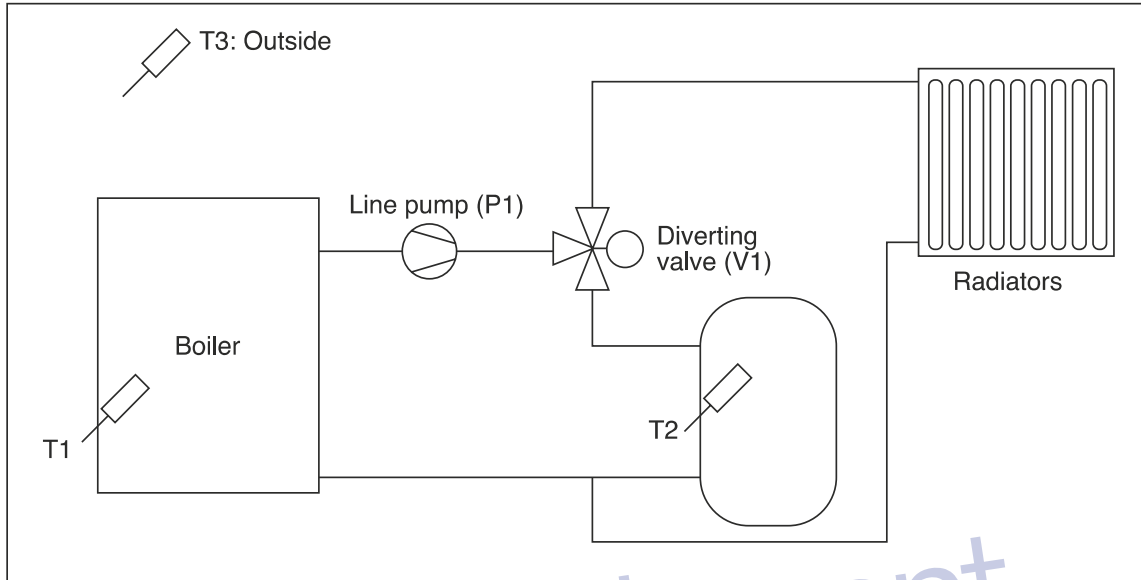 T3: Outside
Line pump (P1)
Diverting
valve (V1)
Radiators
Boiler
T1
T2